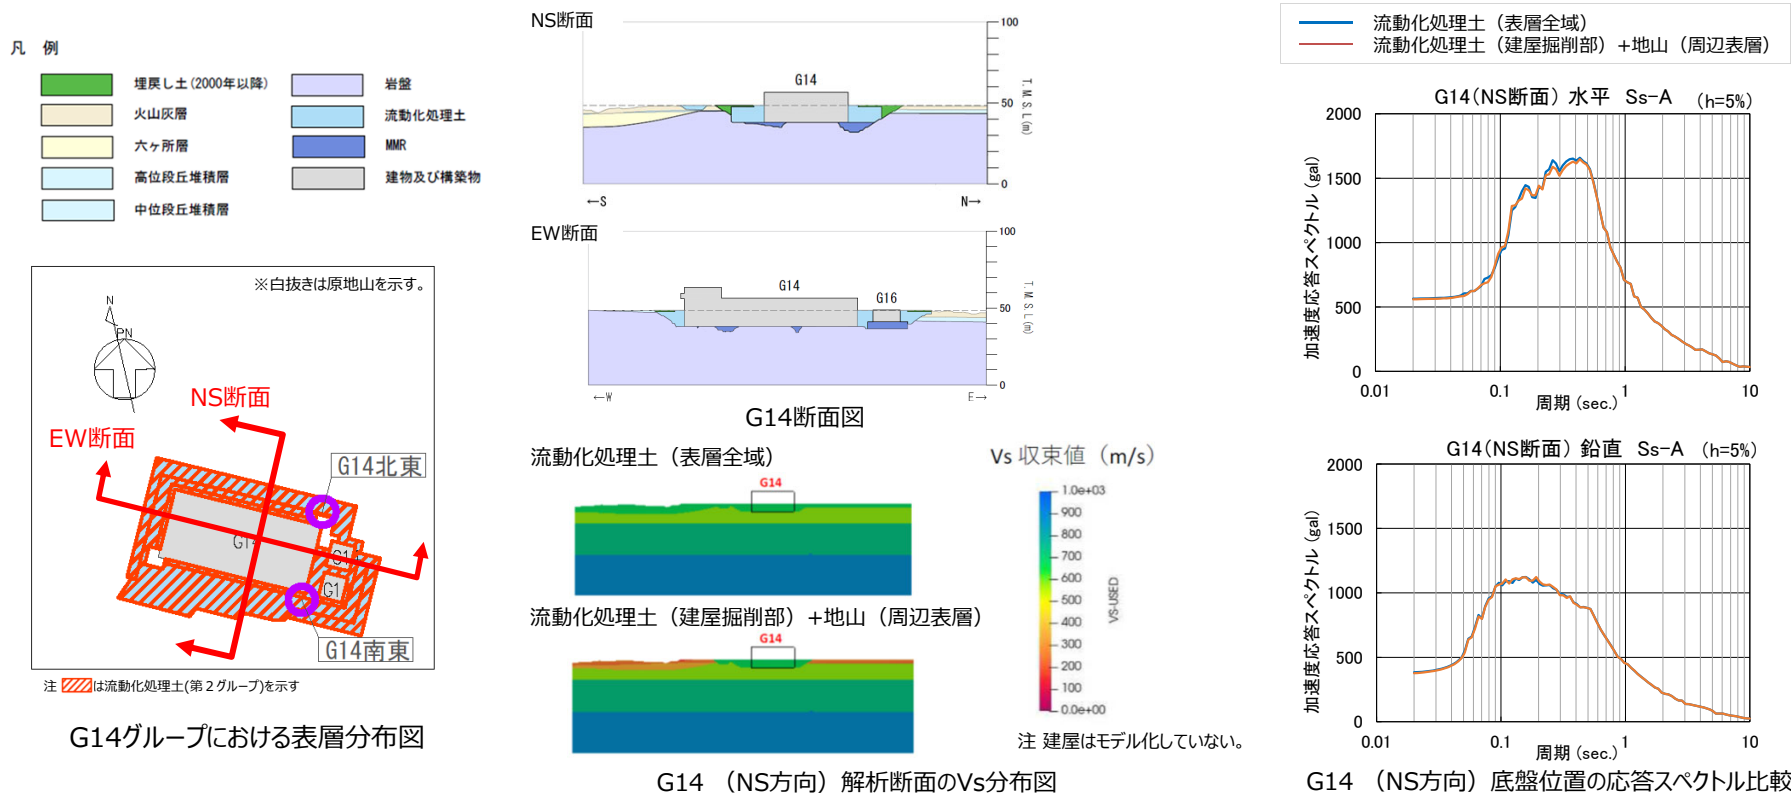 凡 例
埋戻し土(2000年以降)
火山灰層
六ヶ所層
高位段丘堆積層
中位段丘堆積層
岩盤
流動化処理土
MMR
建物及び構築物
※白抜きは原地山を示す。
N
PN
NS断面
EW断面
G14北東
G14
G1
G14南東
注 は流動化処理土(第２グループ)を示す
G14グループにおける表層分布図
NS断面
G14
100
50
0
T.M.S.L.(m)
←S
N→
EW断面
G14
G16
100
50
0
T.M.S.L.(m)
←W
E→
G14断面図
流動化処理土（表層全域）
G14
流動化処理土（建屋掘削部）+地山（周辺表層）
G14
Vs 収束値（m/s）
1.0e+03
900
800
700
600
500
400
300
200
100
0.0e+00
VS-USED
注 建屋はモデル化していない。
G14 （NS方向）解析断面のVs分布図
流動化処理土（表層全域）
流動化処理土（建屋掘削部）+地山（周辺表層）
G14(NS断面) 水平 Ss-A (h=5%)
加速度応答スペクトル (gal)
2000
1500
1000
500
0
0.01
0.1
1
10
周期 (sec.)
G14(NS断面) 鉛直 Ss-A (h=5%)
加速度応答スペクトル (gal)
2000
1500
1000
500
0
0.01
0.1
1
10
周期 (sec.)
G14 （NS方向）底盤位置の応答スペクトル比較